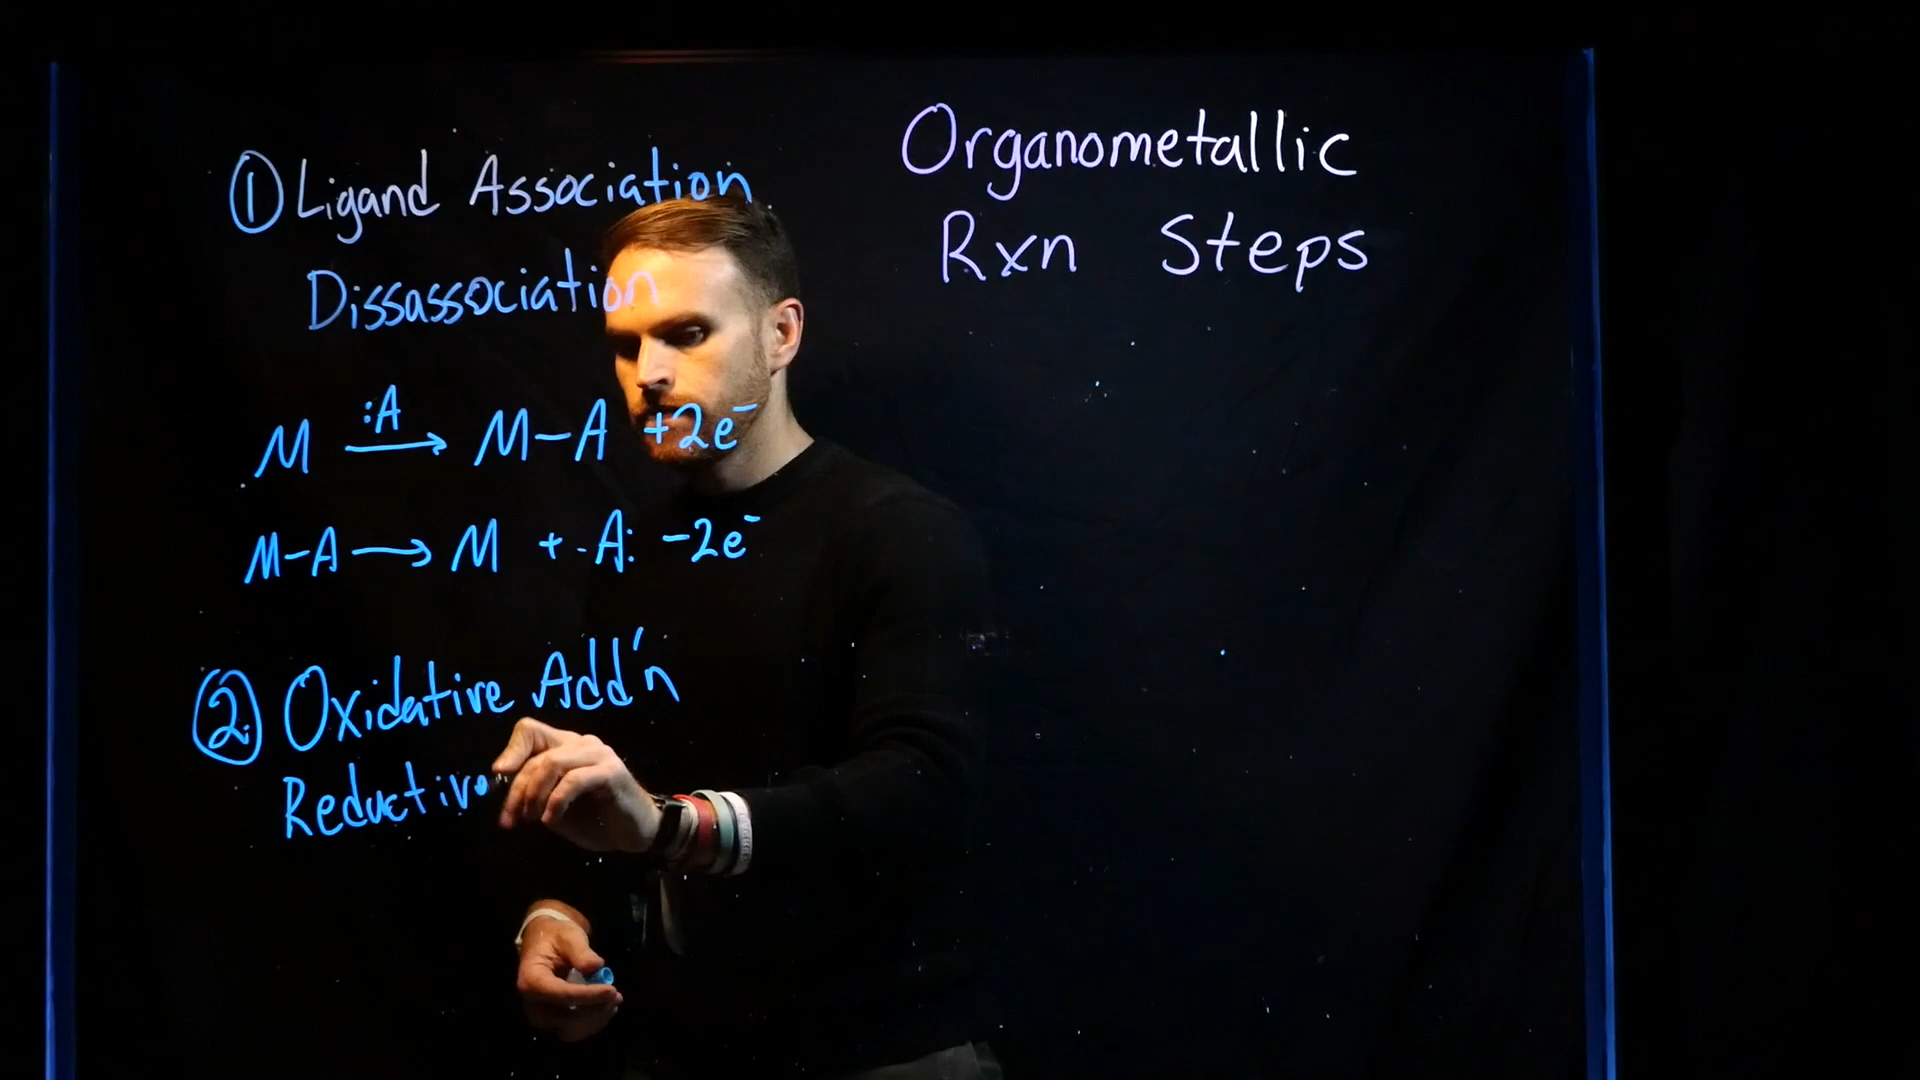 Organometallic
Rxn Steps
① Ligand Association
Dissassociation
M :A → M-A +2e⁻
M-A → M + A: -2e⁻
② Oxidative Add'n
Reductive